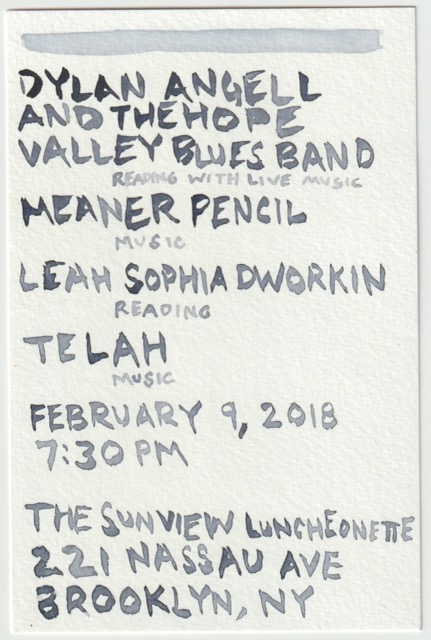 DYLAN ANGELL
AND THE HOPE
VALLEY BLUES BAND
READING WITH LIVE MUSIC
MEANER PENCIL
MUSIC
LEAH SOPHIA DWORKIN
READING
TELAH
MUSIC
FEBRUARY 9, 2018
7:30 PM
THE SUNVIEW LUNCHEONETTE
221 NASSAU AVE
BROOKLYN, NY